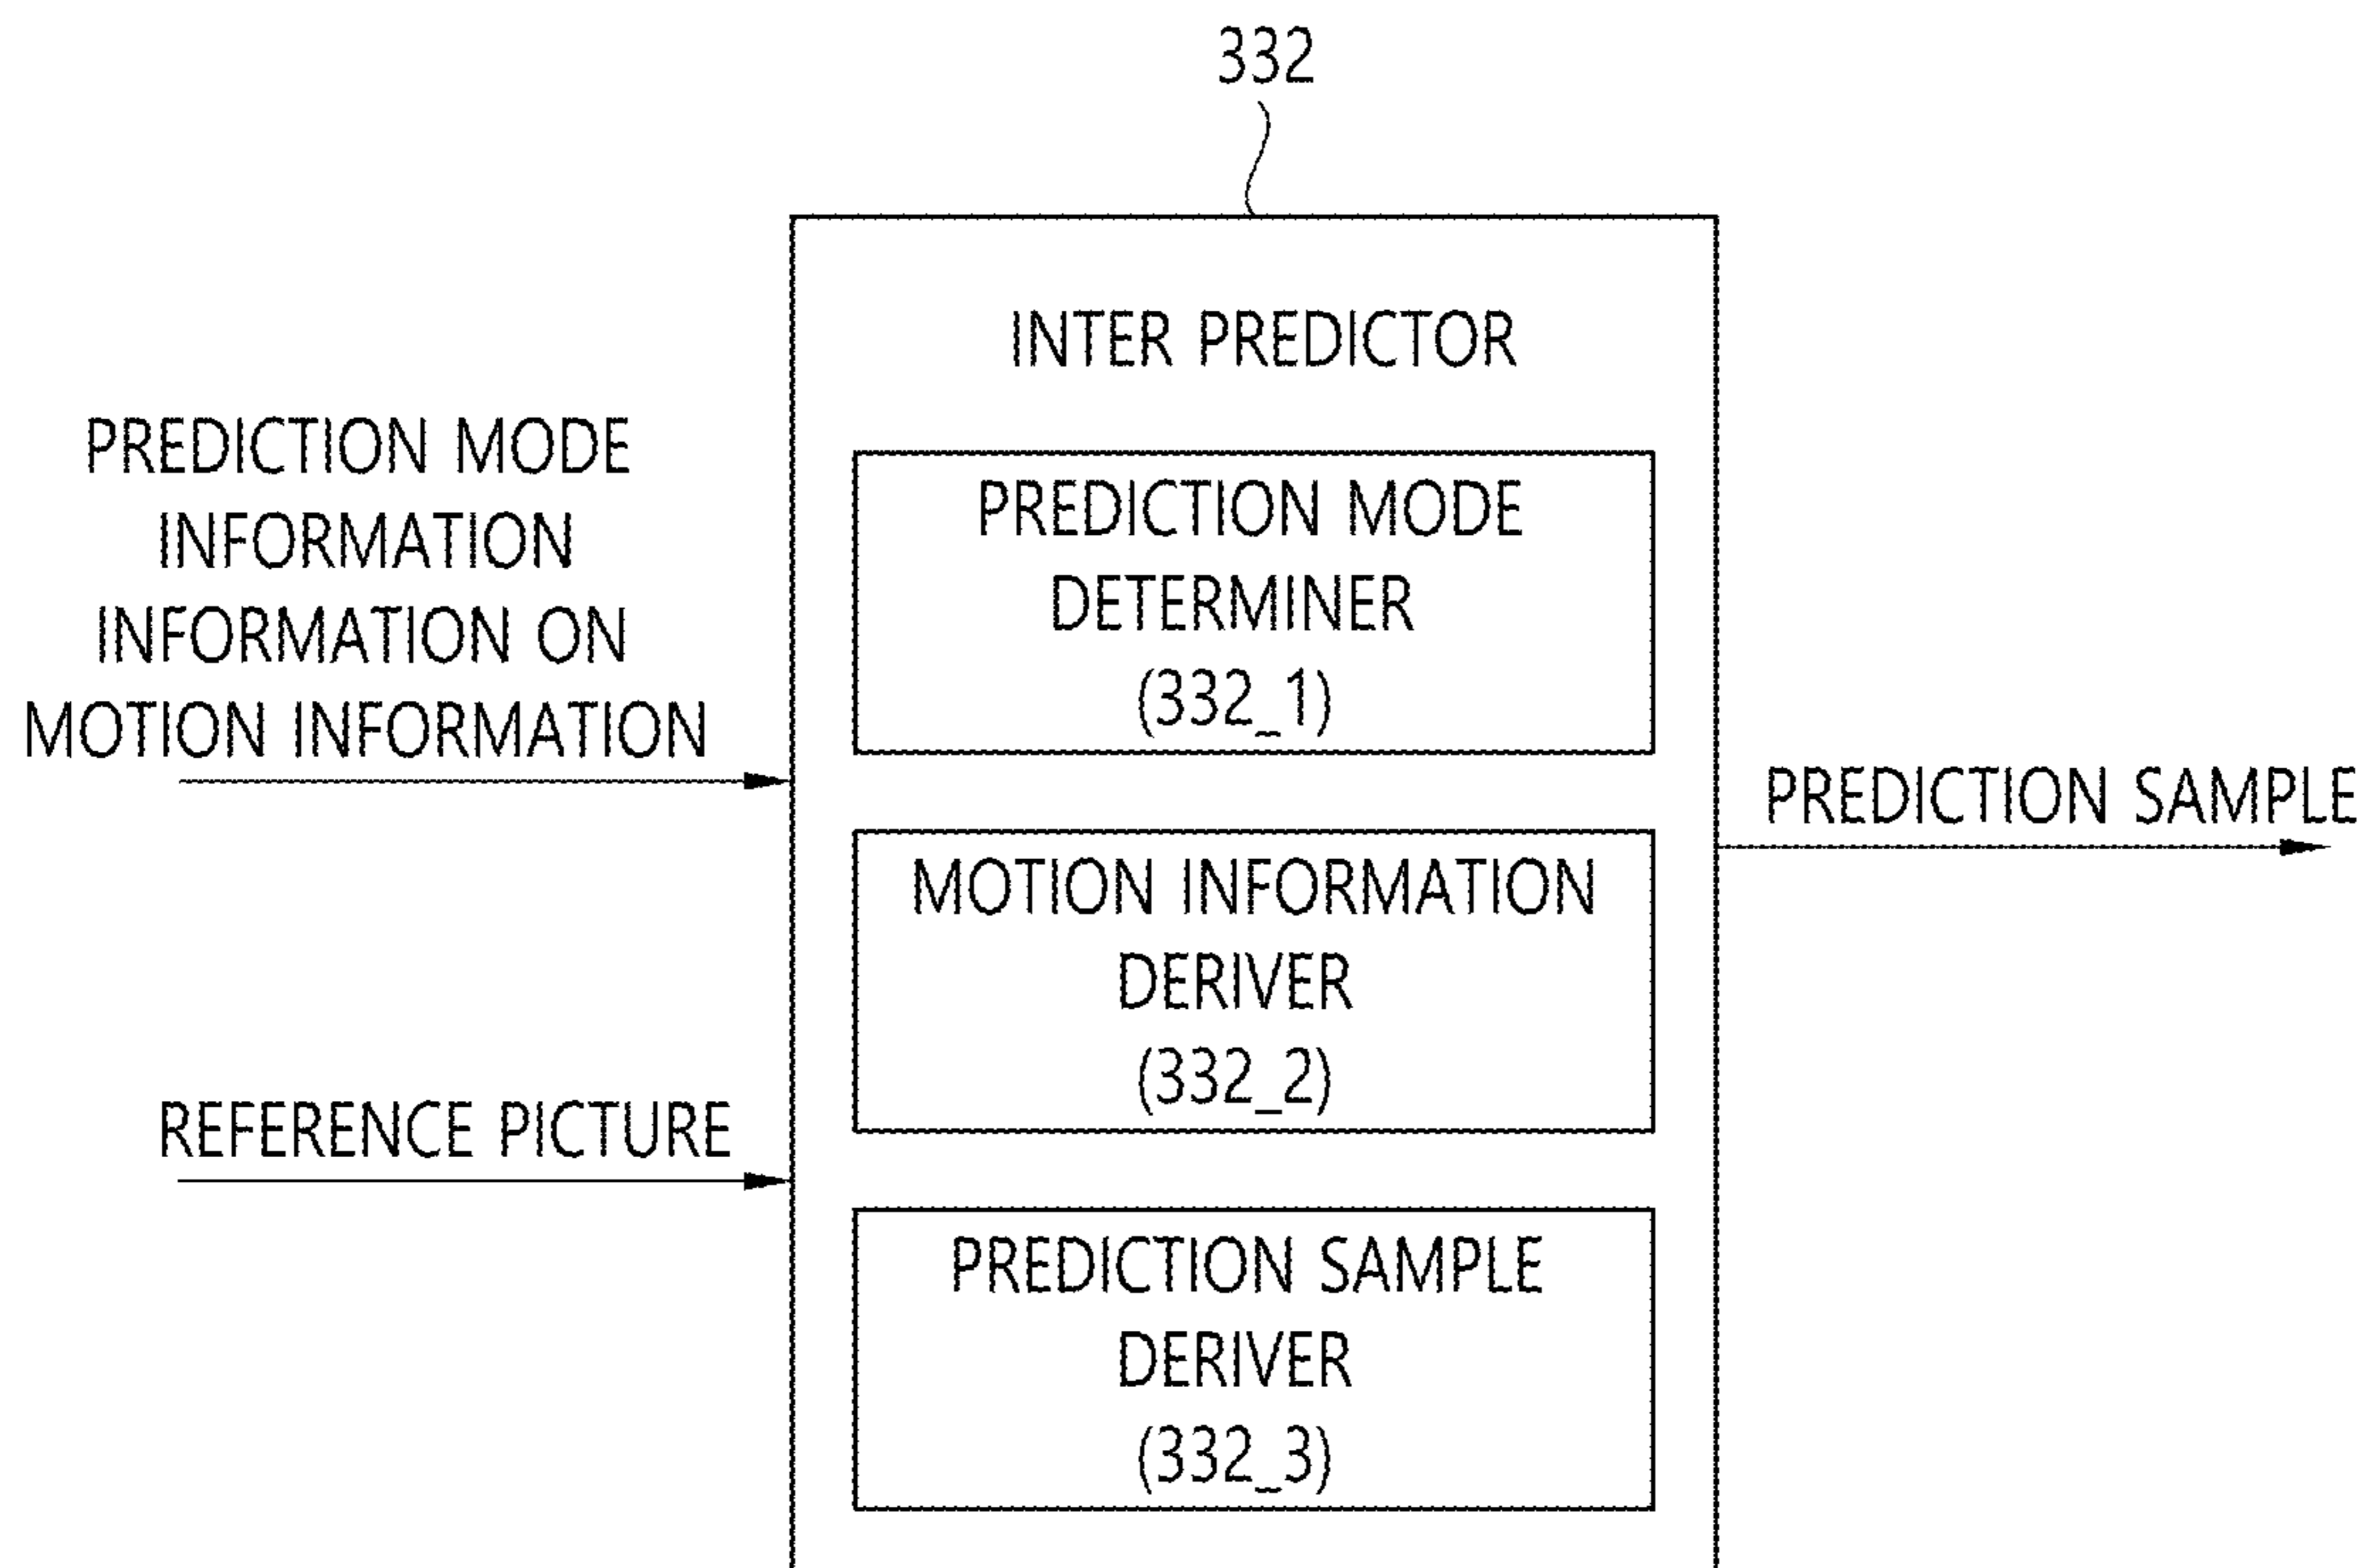 332
INTER PREDICTOR
PREDICTION MODE
INFORMATION
INFORMATION ON
MOTION INFORMATION
REFERENCE PICTURE
PREDICTION MODE
DETERMINER
(332_1)
MOTION INFORMATION
DERIVER
(332_2)
PREDICTION SAMPLE
DERIVER
(332_3)
PREDICTION SAMPLE